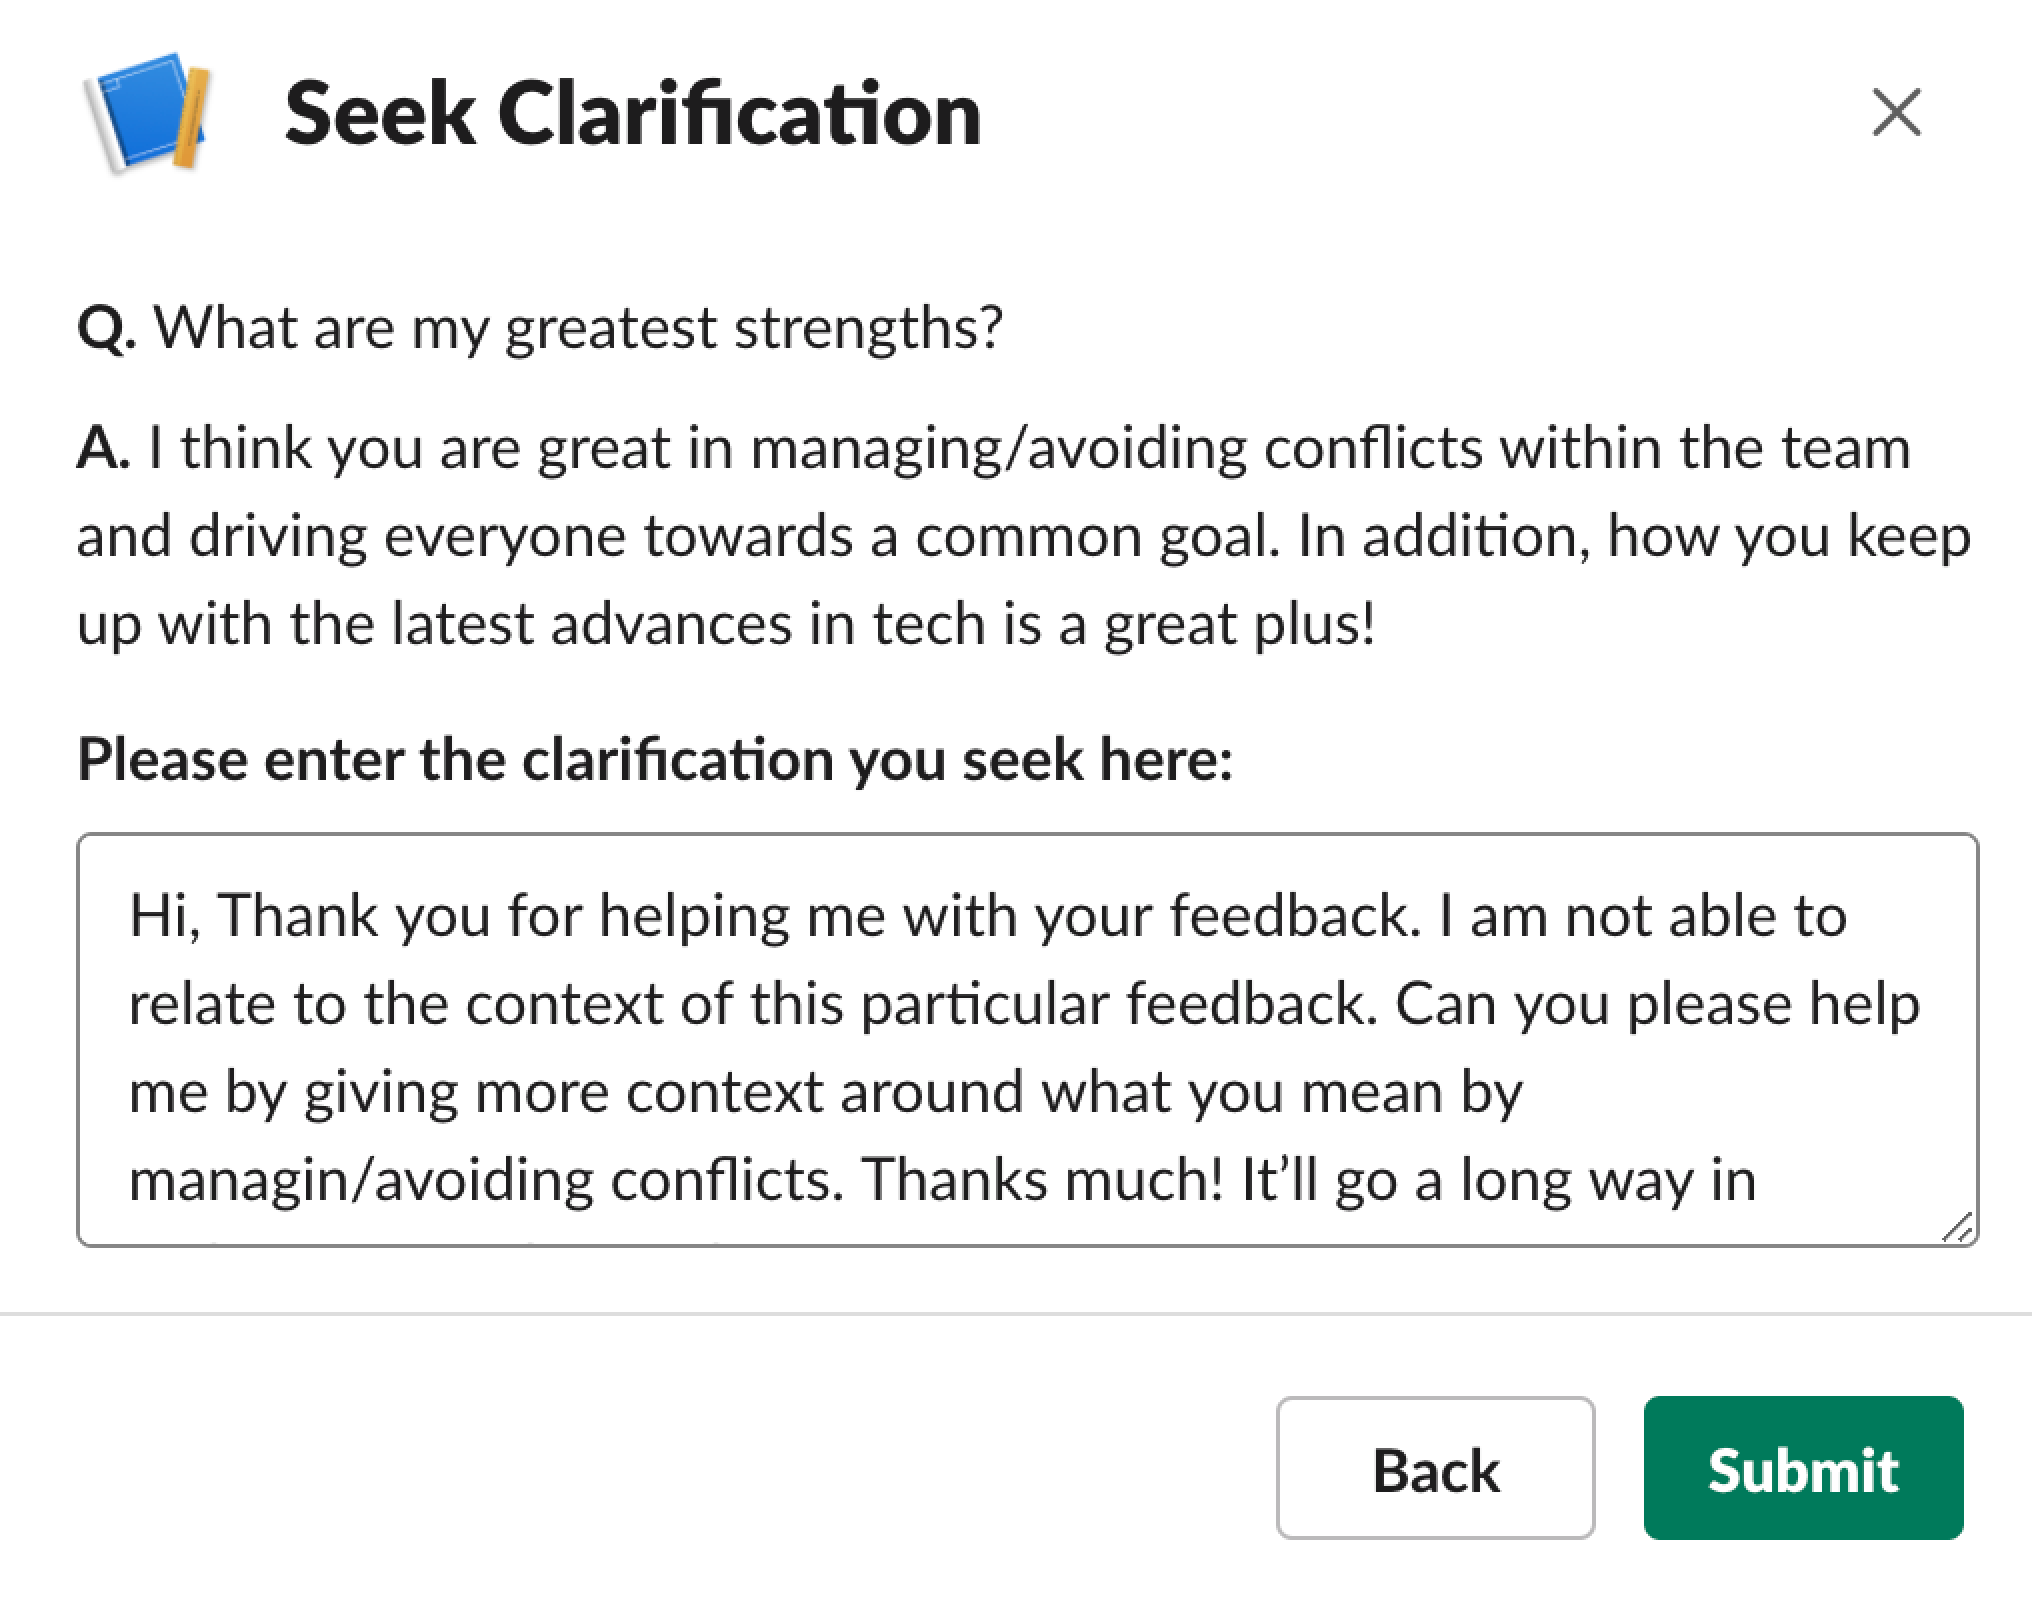 Seek Clarification
Q. What are my greatest strengths?
A. I think you are great in managing/avoiding conflicts within the team
and driving everyone towards a common goal. In addition, how you keep
up with the latest advances in tech is a great plus!
Please enter the clarification you seek here:
Hi, Thank you for helping me with your feedback. I am not able to
relate to the context of this particular feedback. Can you please help
me by giving more context around what you mean by
managin/avoiding conflicts. Thanks much! It’ll go a long way in
Back
Submit